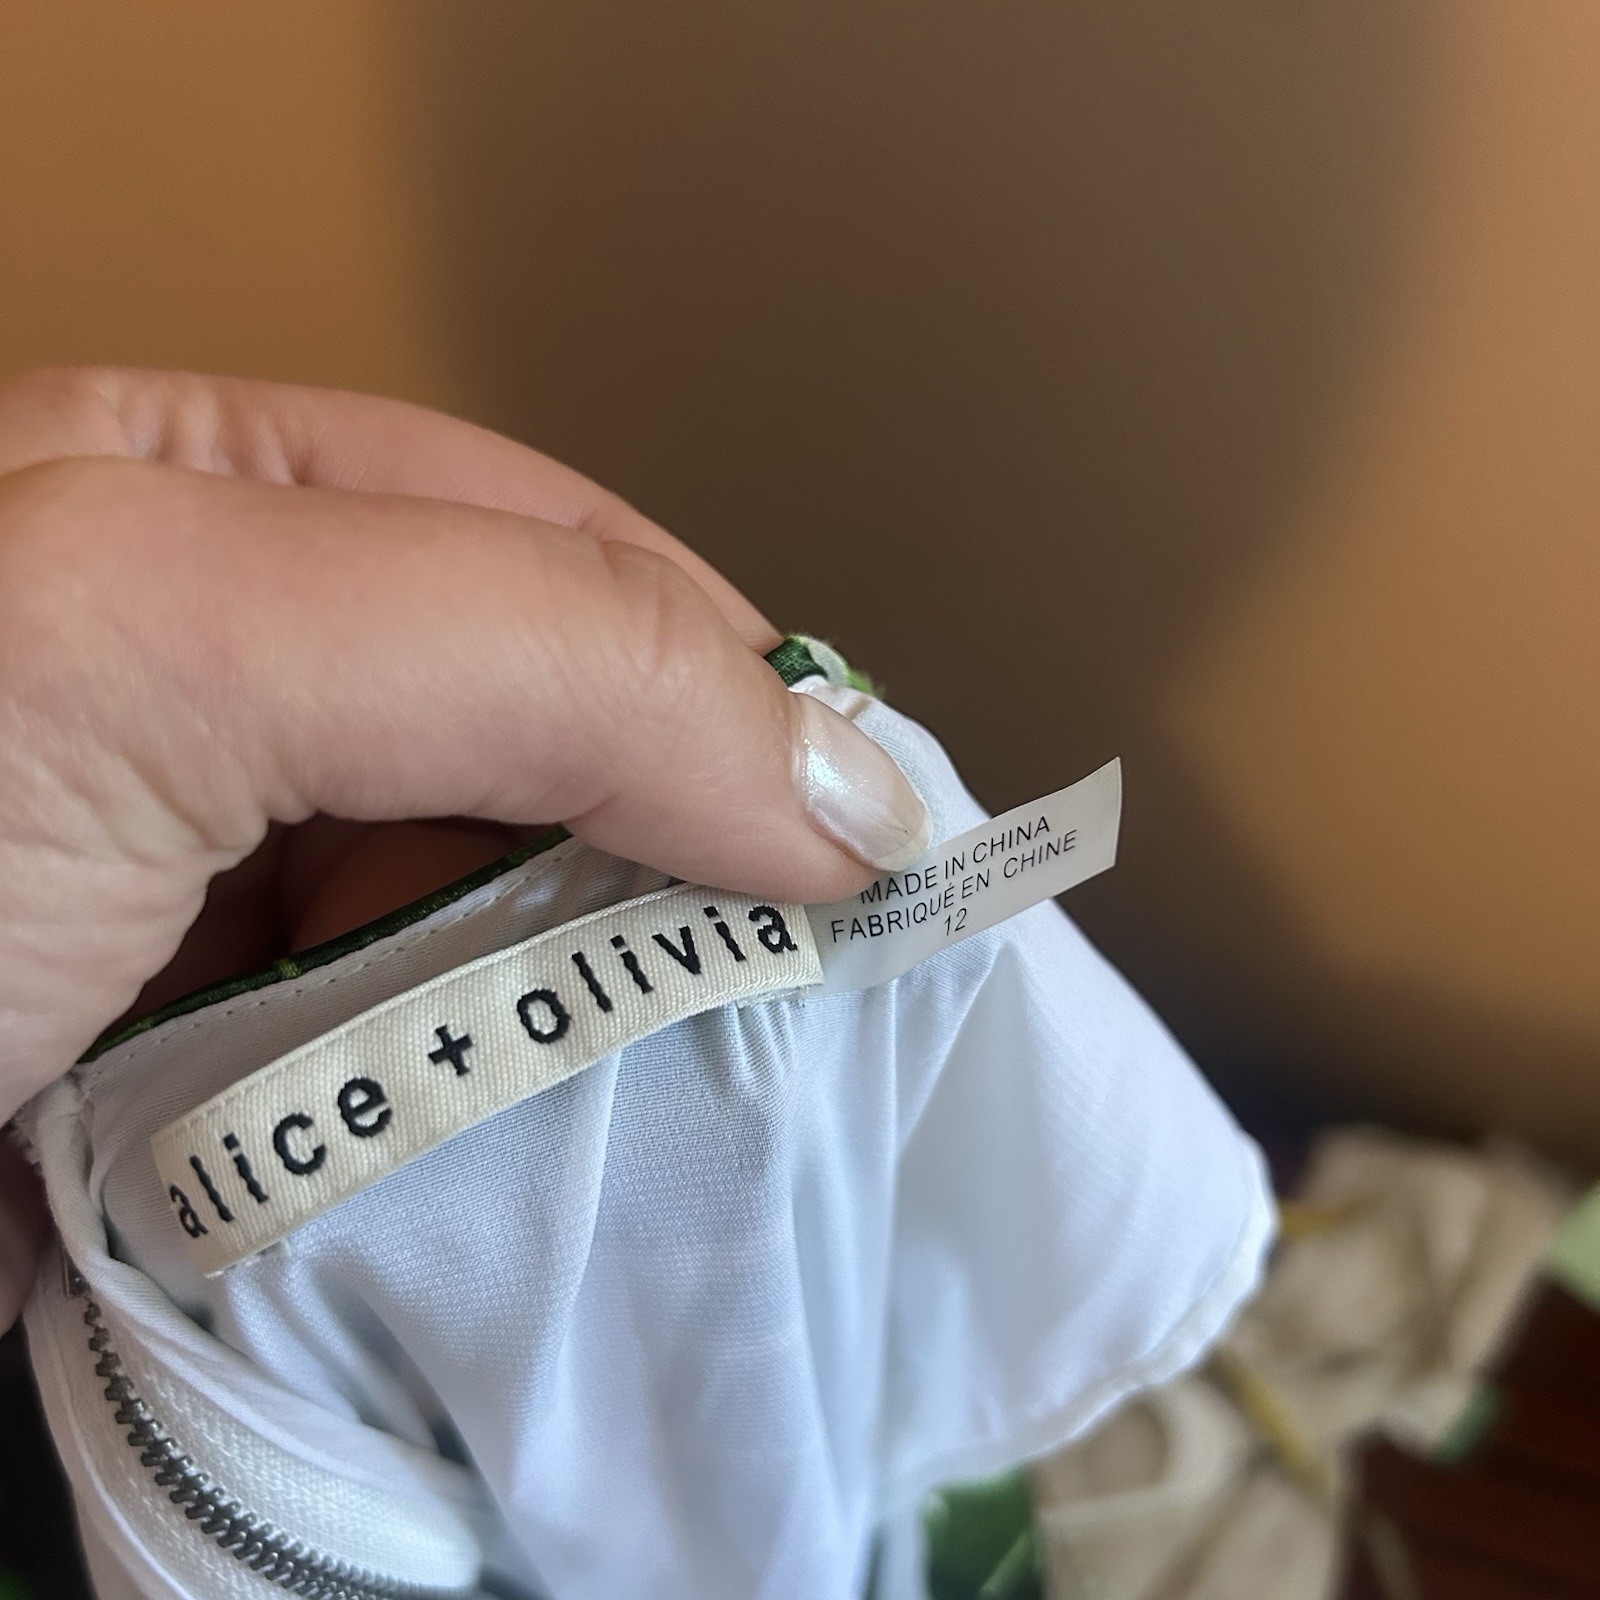 alice + olivia
MADE IN CHINA
FABRIQUÉ EN CHINE
12